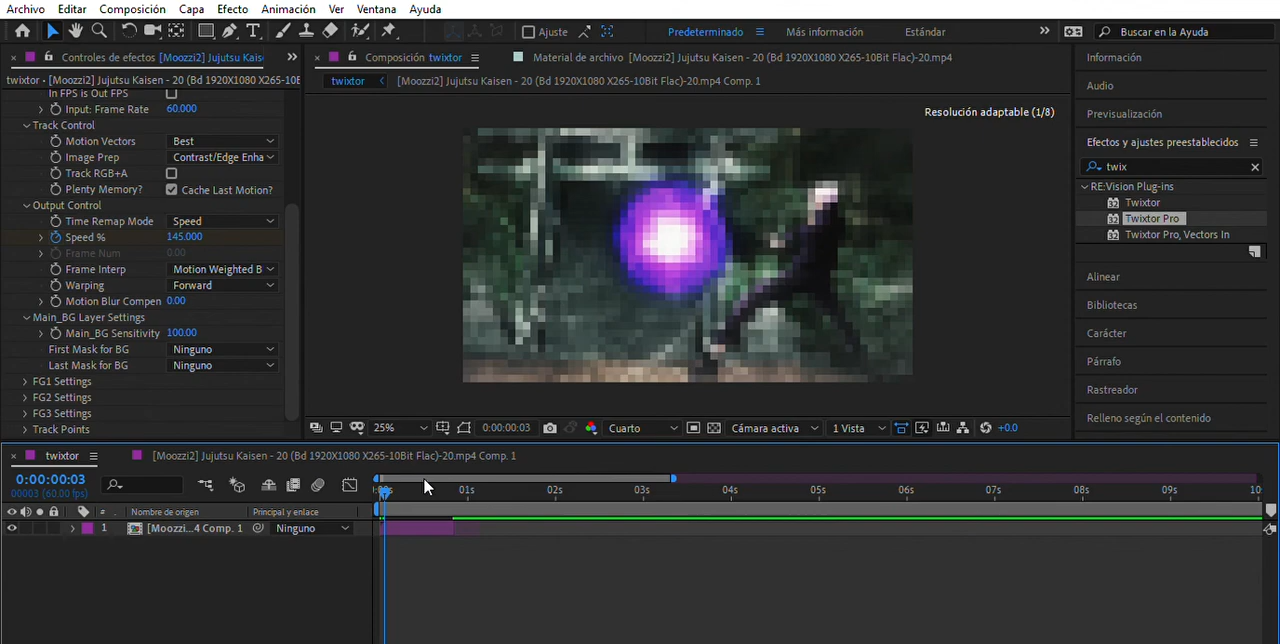 Archivo Editar Composición Capa Efecto Animación Ver Ventana Ayuda
Ajuste Predeterminado Más información Estándar Buscar en la Ayuda
Controles de efectos [Moozzi2] Jujutsu Kais
Composición twixtor
Material de archivo [Moozzi2] Jujutsu Kaisen - 20 (Bd 1920X1080 X265-10Bit Flac)-20.mp4
twixtor - [Moozzi2] Jujutsu Kaisen - 20 (Bd 1920X1080 X265-10B
twixtor [Moozzi2] Jujutsu Kaisen - 20 (Bd 1920X1080 X265-10Bit Flac)-20.mp4 Comp. 1
In FPS is Out FPS
Input: Frame Rate 60.000
Track Control
Motion Vectors Best
Image Prep Contrast/Edge Enha
Track RGB+A
Plenty Memory? Cache Last Motion?
Output Control
Time Remap Mode Speed
Speed % 145.000
Frame Num 0.00
Frame Interp Motion Weighted B
Warping Forward
Motion Blur Compen 0.00
Main_BG Layer Settings
Main_BG Sensitivity 100.00
First Mask for BG Ninguno
Last Mask for BG Ninguno
FG1 Settings
FG2 Settings
FG3 Settings
Track Points
Resolución adaptable (1/8)
25% 0:00:00:03 Cuarto Cámara activa 1 Vista +0.0
Información
Audio
Previsualización
Efectos y ajustes preestablecidos
twix
RE:Vision Plug-ins
Twixtor
Twixtor Pro
Twixtor Pro, Vectors In
Alinear
Bibliotecas
Carácter
Párrafo
Rastreador
Relleno según el contenido
twixtor [Moozzi2] Jujutsu Kaisen - 20 (Bd 1920X1080 X265-10Bit Flac)-20.mp4 Comp. 1
0:00:00:03
00003 (60.00 fps)
01s 02s 04s 05s 06s 07s 08s 09s 10
# Nombre de origen Principal y enlace
1 [Moozzi...4 Comp. 1 Ninguno